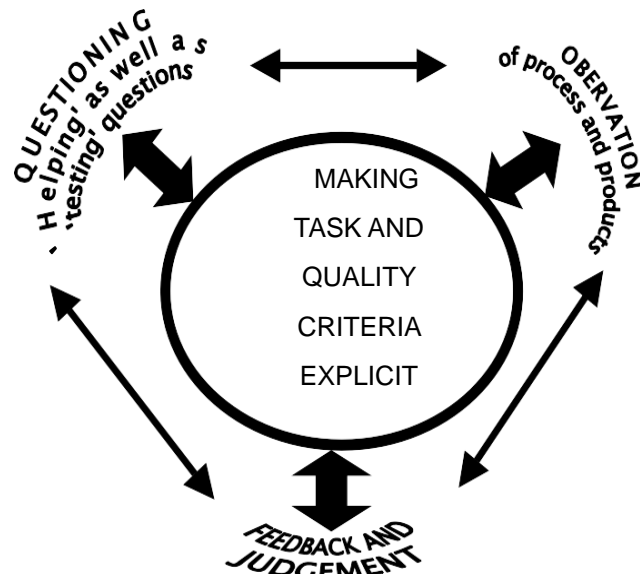 QUESTIONING
'Helping' as well as
'testing' questions
OBERVATION
of process and products
MAKING
TASK AND
QUALITY
CRITERIA
EXPLICIT
FEEDBACK AND
JUDGEMENT